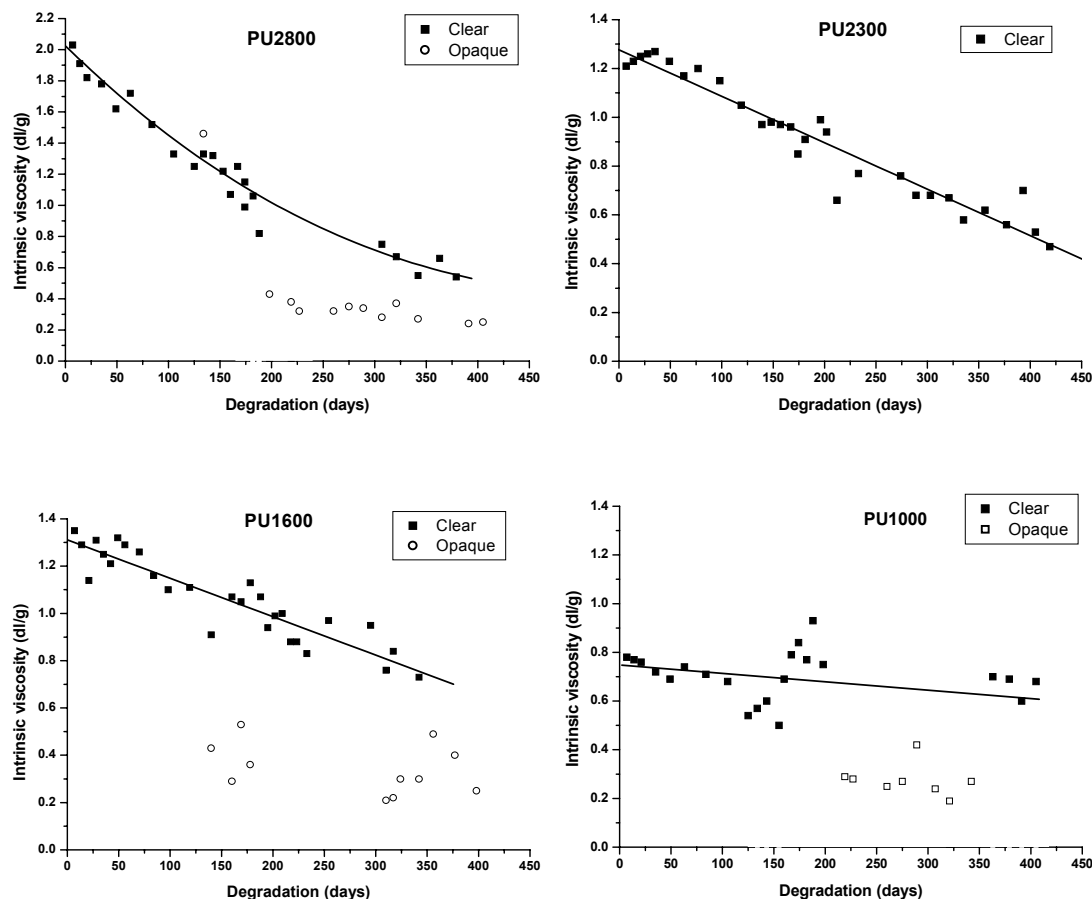 PU2800
Clear
Opaque
2.2
2.0
1.8
1.6
1.4
1.2
1.0
0.8
0.6
0.4
0.2
0.0
Intrinsic viscosity (dl/g)
0 50 100 150 200 250 300 350 400 450
Degradation (days)
PU2300
Clear
1.4
1.2
1.0
0.8
0.6
0.4
0.2
0.0
Intrinsic viscosity (dl/g)
0 50 100 150 200 250 300 350 400 450
Degradation (days)
PU1600
Clear
Opaque
1.4
1.2
1.0
0.8
0.6
0.4
0.2
0.0
Intrinsic viscosity (dl/g)
0 50 100 150 200 250 300 350 400 450
Degradation (days)
PU1000
Clear
Opaque
1.4
1.2
1.0
0.8
0.6
0.4
0.2
0.0
Intrinsic viscosity (dl/g)
0 50 100 150 200 250 300 350 400 450
Degradation (days)